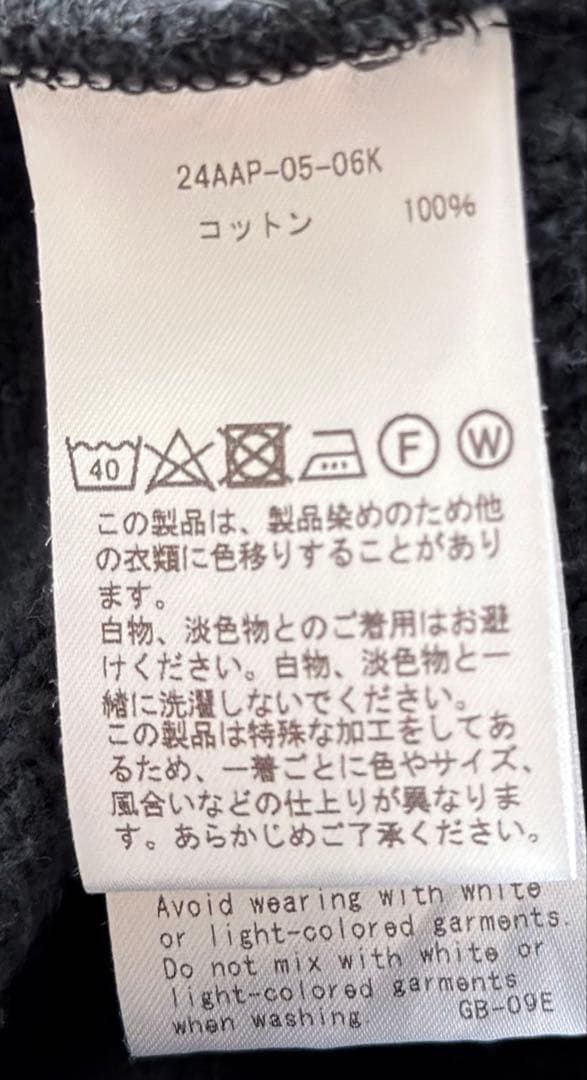 24AAP-05-06K
コットン 100%
40 F W
この製品は、製品染めのため他
の衣類に色移りすることがあり
ます。
白物、淡色物とのご着用はお避
けください。白物、淡色物と一
緒に洗濯しないでください。
この製品は特殊な加工をしてあ
るため、一着ごとに色やサイズ、
風合いなどの仕上りが異なりま
す。あらかじめご了承ください。
Avoid wearing with white
or light-colored garments.
Do not mix with white or
light-colored garments
when washing. GB-09E